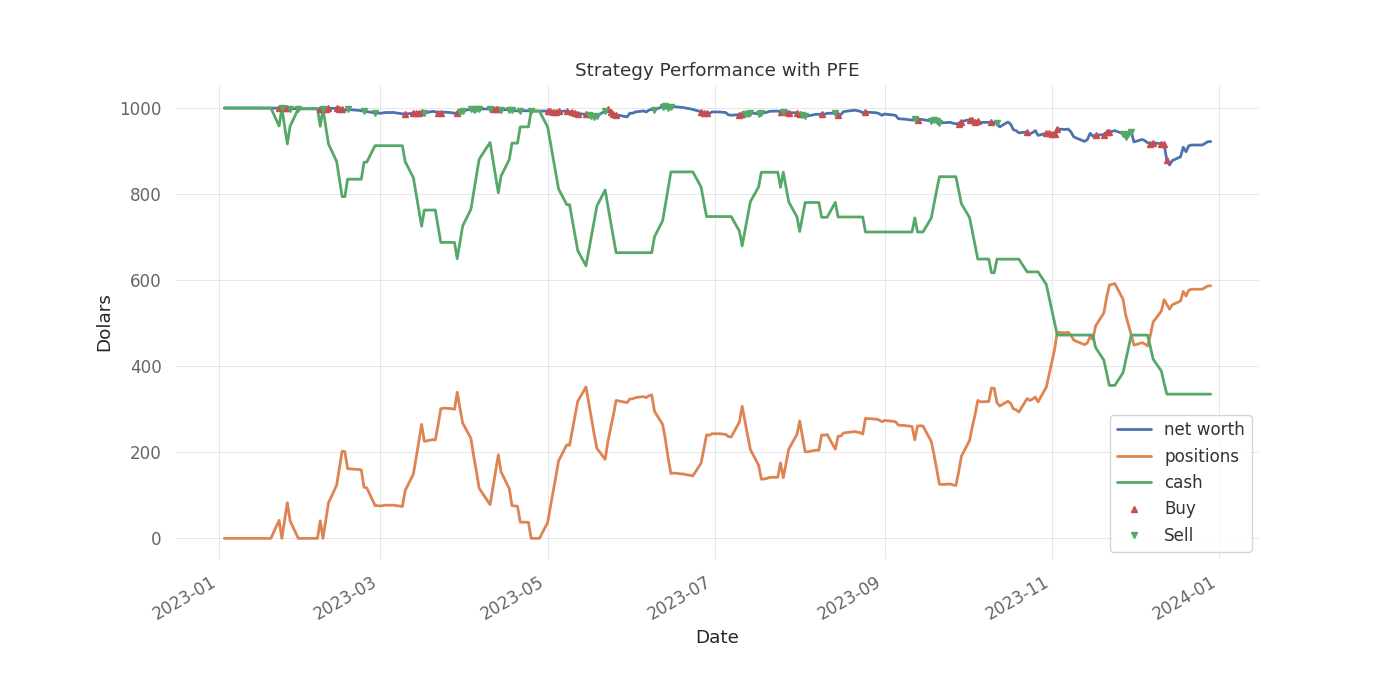 Strategy Performance with PFE
Dolars
1000
800
600
400
200
0
net worth
positions
cash
Buy
Sell
2023-01
2023-03
2023-05
2023-07
2023-09
2023-11
2024-01
Date